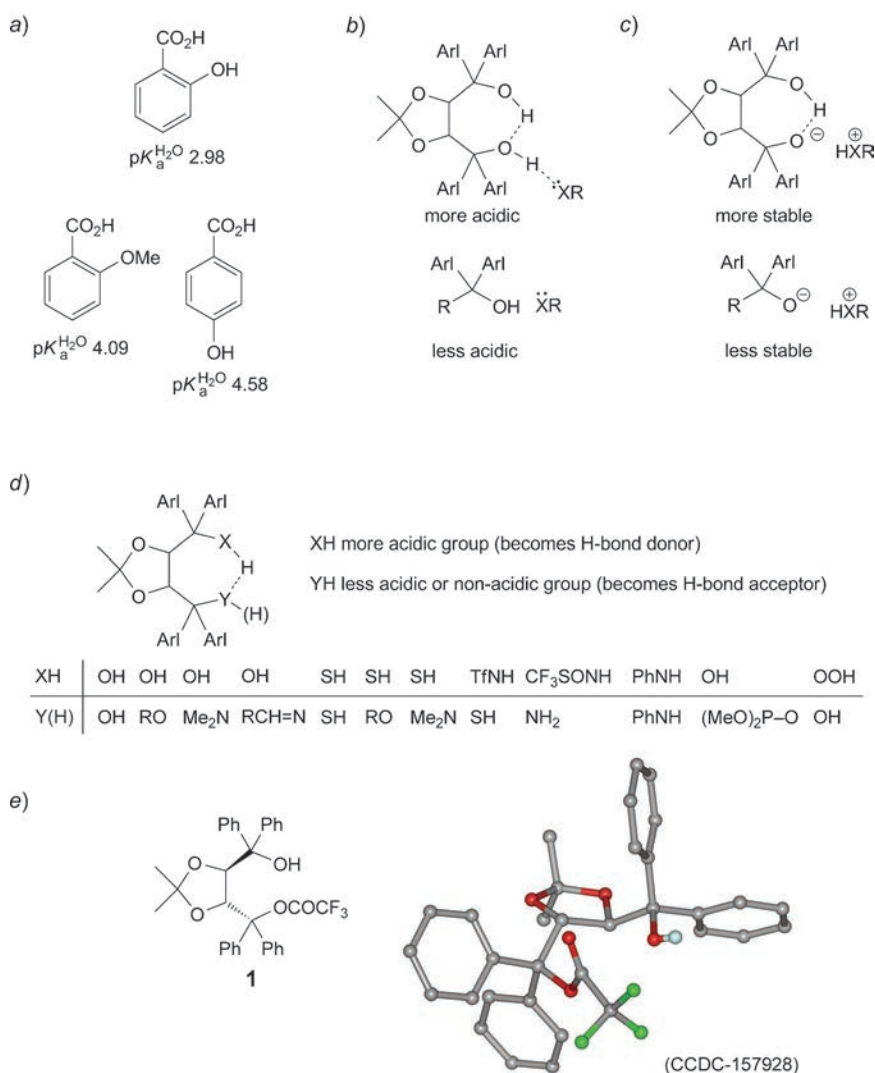 a)
CO2H
OH
pKaH2O 2.98
CO2H
OMe
pKaH2O 4.09
CO2H
OH
pKaH2O 4.58
b)
Arl Arl
O
H
O
O
O
H
Arl Arl
XR
more acidic
Arl Arl
R OH XR
less acidic
c)
Arl Arl
O
H
O
O
O ⊖
HXR ⊕
Arl Arl
more stable
Arl Arl
R O ⊖ HXR ⊕
less stable
d)
Arl Arl
O X
H
O Y
(H)
Arl Arl
XH more acidic group (becomes H-bond donor)
YH less acidic or non-acidic group (becomes H-bond acceptor)
XH OH OH OH OH SH SH SH TfNH CF3SONH PhNH OH OOH
Y(H) OH RO Me2N RCH=N SH RO Me2N SH NH2 PhNH (MeO)2P–O OH
e)
Ph Ph
O OH
O OCOCF3
Ph Ph
1
(CCDC-157928)